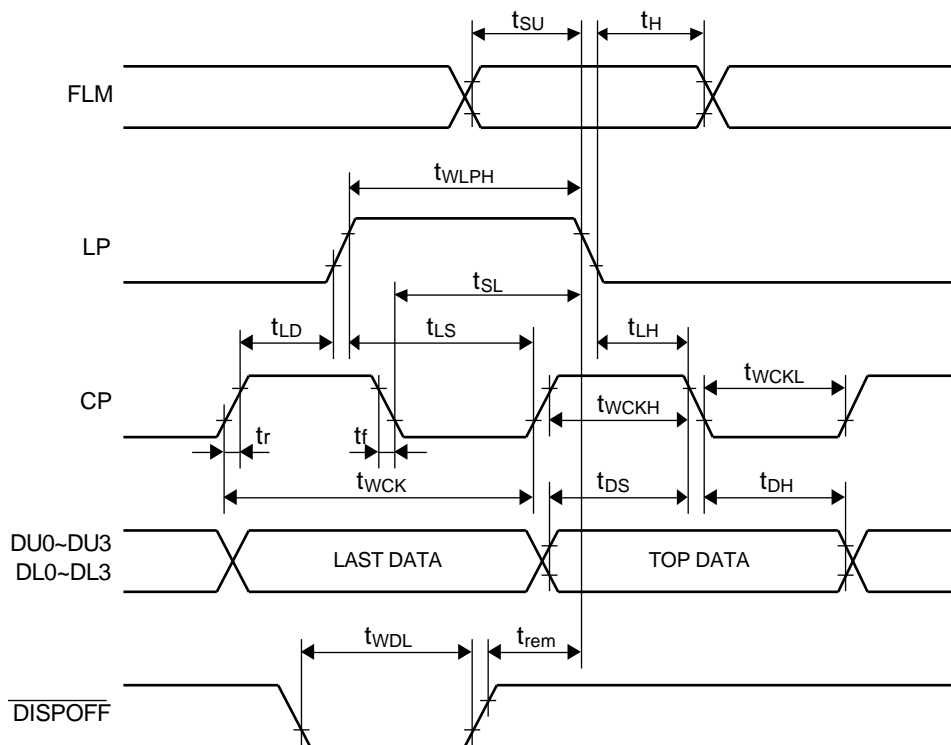 tSU tH
FLM
tWLPH
LP
tSL
tLD tLS tLH
tWCKL
CP
tWCKH
tr tf
tWCK tDS tDH
DU0~DU3
DL0~DL3
LAST DATA TOP DATA
tWDL trem
DISPOFF